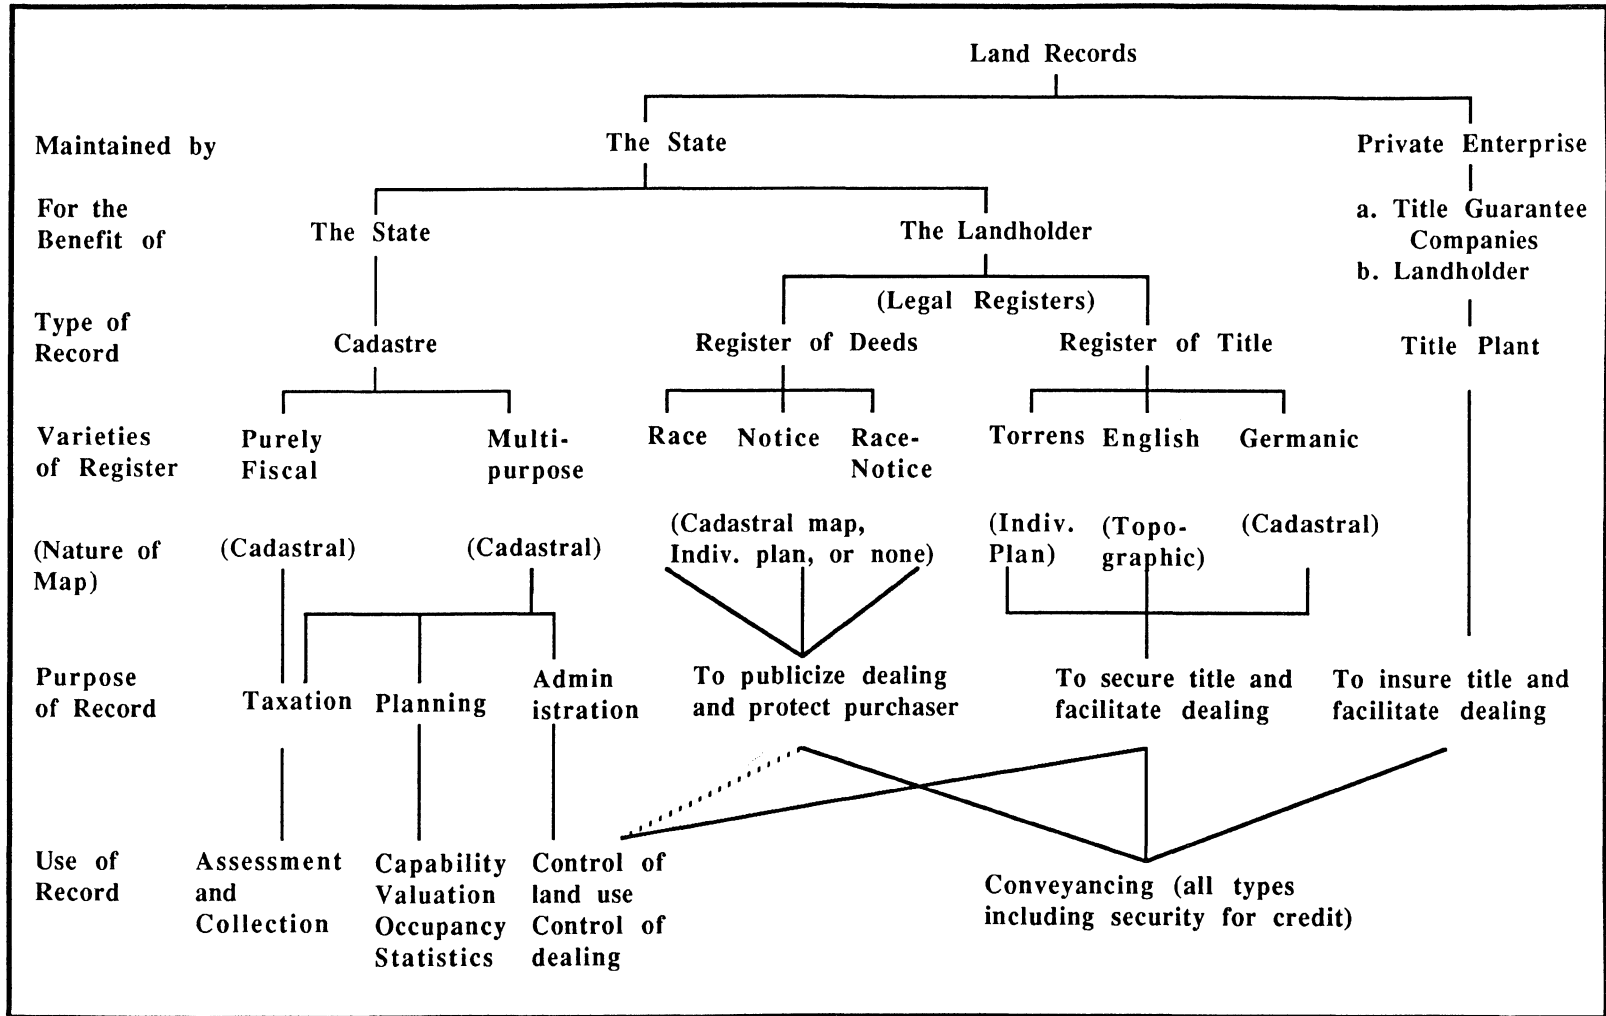 Land Records
Maintained by
The State
Private Enterprise
For the
Benefit of
The State
The Landholder
a. Title Guarantee
Companies
b. Landholder
(Legal Registers)
Type of
Record
Cadastre
Register of Deeds
Register of Title
Title Plant
Varieties
of Register
Purely
Fiscal
Multi-
purpose
Race
Notice
Race-
Notice
Torrens
English
Germanic
(Nature of
Map)
(Cadastral)
(Cadastral)
(Cadastral map,
Indiv. plan, or none)
(Indiv.
Plan)
(Topo-
graphic)
(Cadastral)
Purpose
of Record
Taxation
Planning
Admin
istration
To publicize dealing
and protect purchaser
To secure title and
facilitate dealing
To insure title and
facilitate dealing
Use of
Record
Assessment
and
Collection
Capability
Valuation
Occupancy
Statistics
Control of
land use
Control of
dealing
Conveyancing (all types
including security for credit)